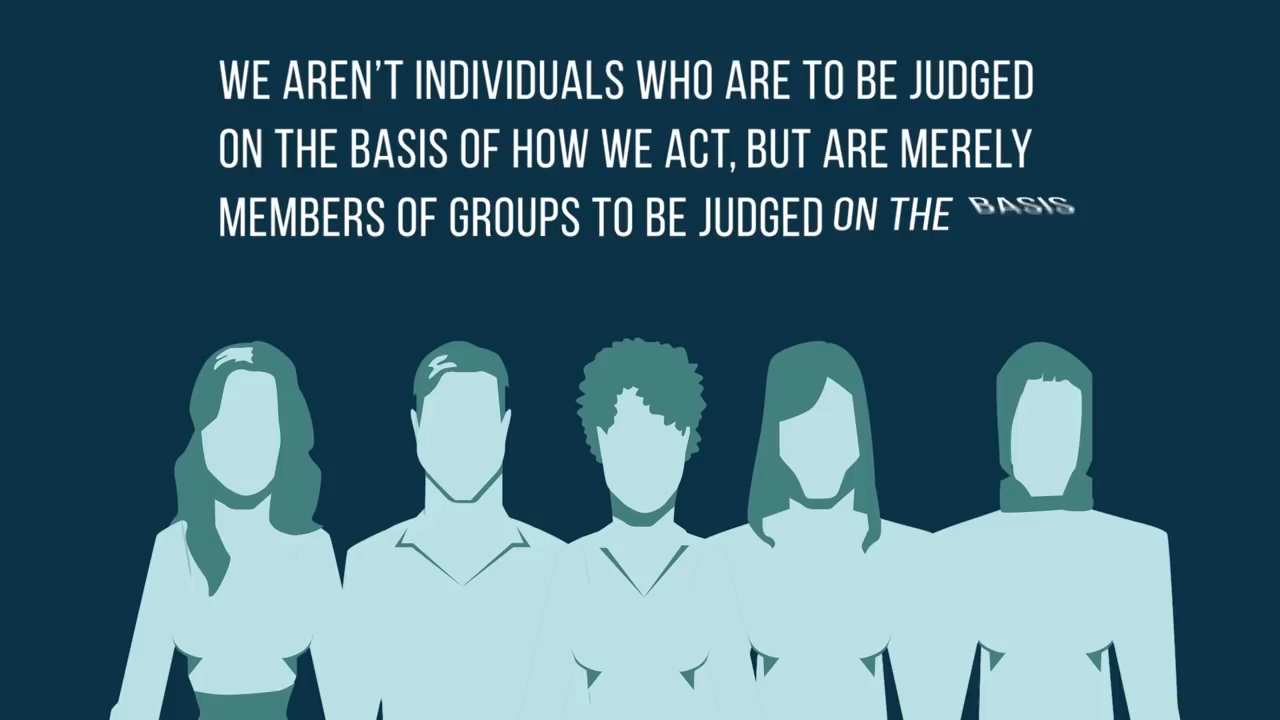 WE AREN’T INDIVIDUALS WHO ARE TO BE JUDGED
ON THE BASIS OF HOW WE ACT, BUT ARE MERELY
MEMBERS OF GROUPS TO BE JUDGED ON THE BASIS